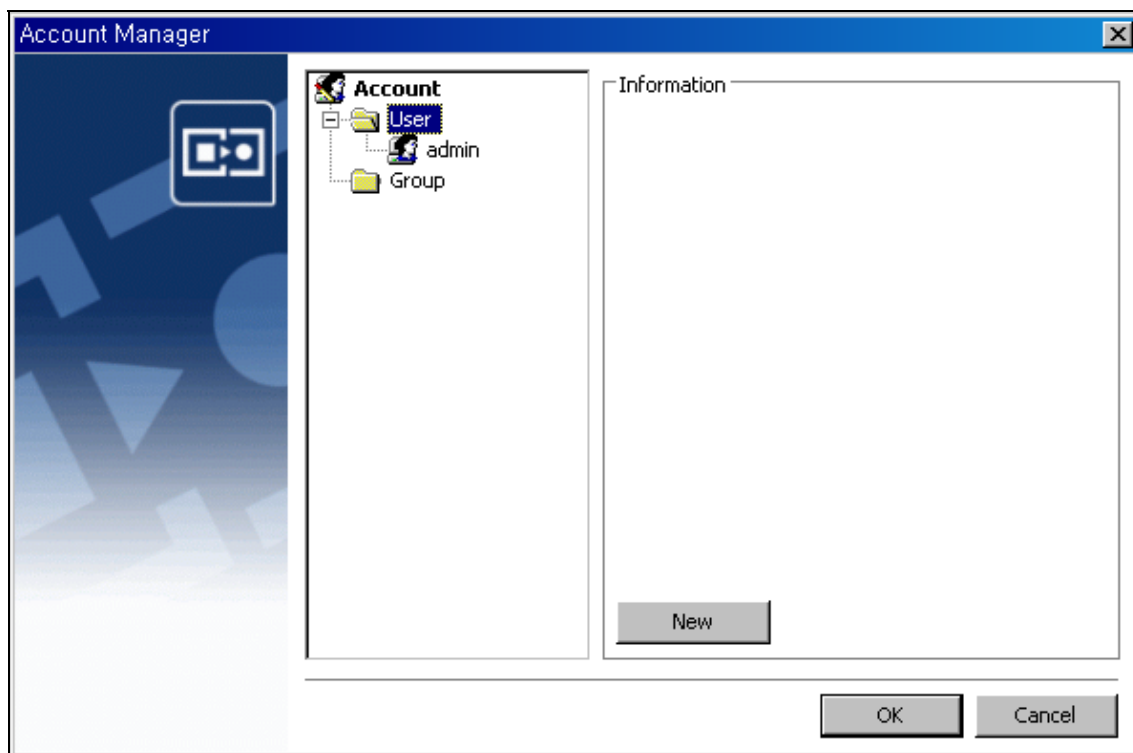 Account Manager
Account
User
admin
Group
Information
New
OK
Cancel